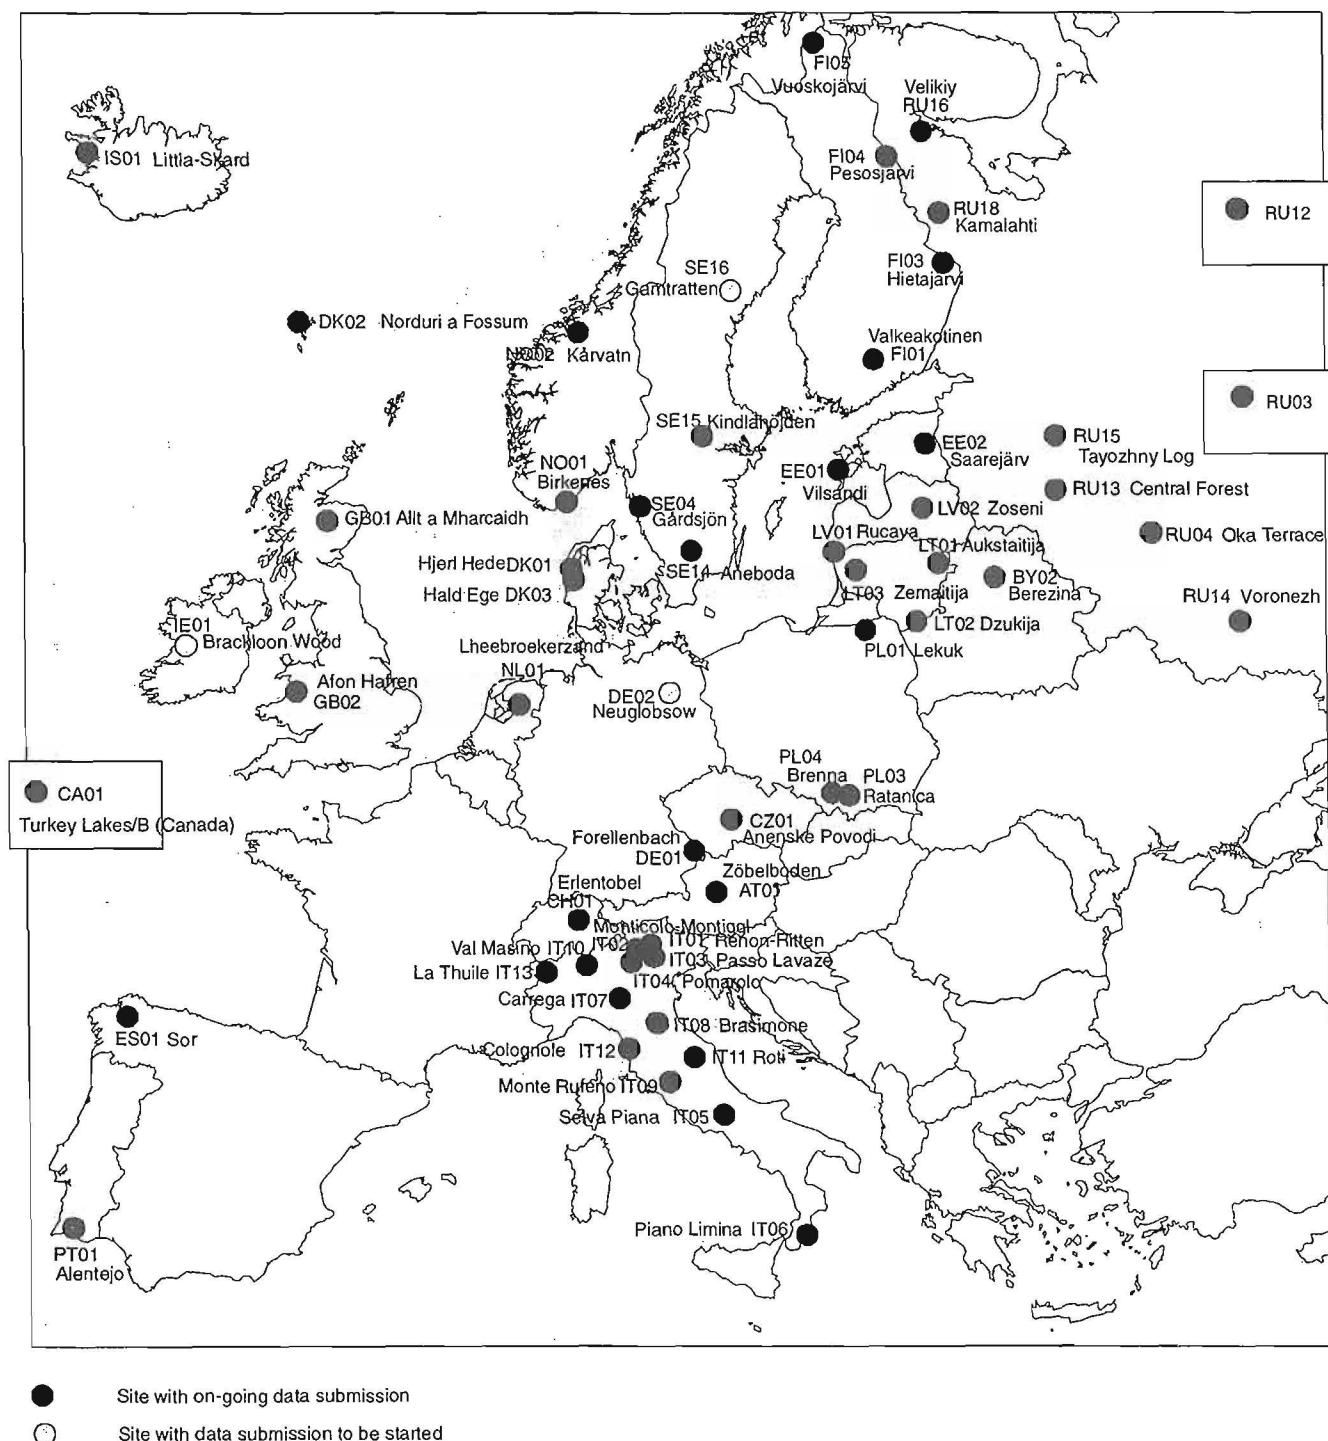 FI05
Vuoskojärvi
Velikiy
RU16
IS01 Littla-Skard
FI04
Pesosjärvi
RU18
Kamalahti
RU12
FI03
Hietajärvi
SE16
Gamtratten
DK02 Norduri a Fossum
NO02 Kårvatn
Valkeakotinen
FI01
RU03
SE15 Kindlahöjden
EE02
Saarejärv
RU15
Tayozhny Log
NO01
Birkenes
EE01
Vilsandi
RU13 Central Forest
SE04
Gårdsjön
LV02 Zoseni
GB01 Allt a Mharcaidh
LV01 Rucava
RU04 Oka Terrace
LT01 Aukstaitija
Hjerl Hede DK01
SE14 Aneboda
BY02
Berezina
Hald Ege DK03
LT03 Zemaitija
RU14 Voronezh
IE01
Brackloon Wood
LT02 Dzukija
PL01 Lekuk
Lheebroekerzand
NL01
Afon Hafren
GB02
DE02
Neuglobsow
PL04
Brenna
PL03
Ratanica
CA01
Turkey Lakes/B (Canada)
CZ01
Anenske Povodi
Forellenbach
DE01
Zöbelboden
AT01
Erlentobel
CH01
Monticolo-Montiggl
IT02
IT01 Renon-Ritten
Val Masino IT10
IT03 Passo Lavaze
La Thuile IT13
IT04 Pomarolo
Carrega IT07
ES01 Sor
IT08 Brasimone
Colognole IT12
IT11 Roti
Monte Rufeno IT09
Selva Piana IT05
Piano Limina IT06
PT01
Alentejo
Site with on-going data submission
Site with data submission to be started